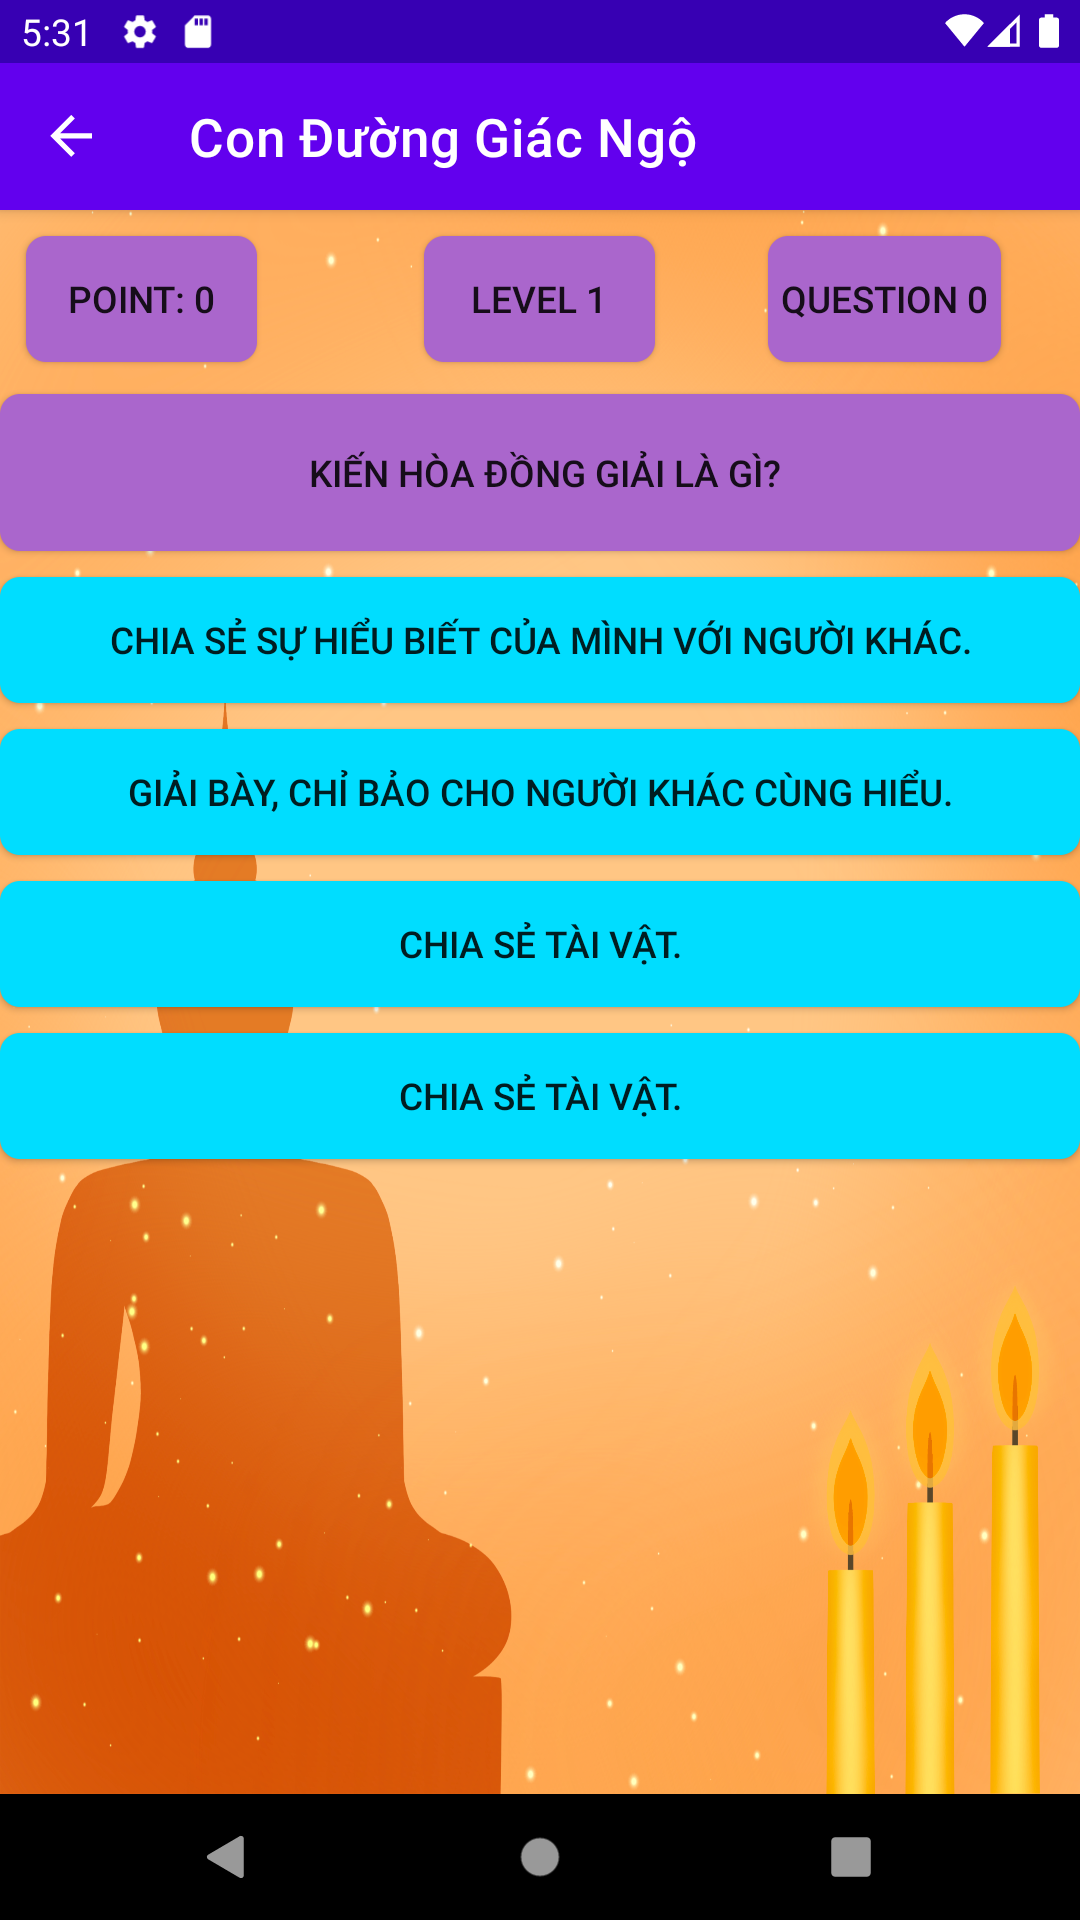 5:31
Con Đường Giác Ngộ
POINT: 0
LEVEL 1
QUESTION 0
KIẾN HÒA ĐỒNG GIẢI LÀ GÌ?
CHIA SẺ SỰ HIỂU BIẾT CỦA MÌNH VỚI NGƯỜI KHÁC.
GIẢI BÀY, CHỈ BẢO CHO NGƯỜI KHÁC CÙNG HIỂU.
CHIA SẺ TÀI VẬT.
CHIA SẺ TÀI VẬT.